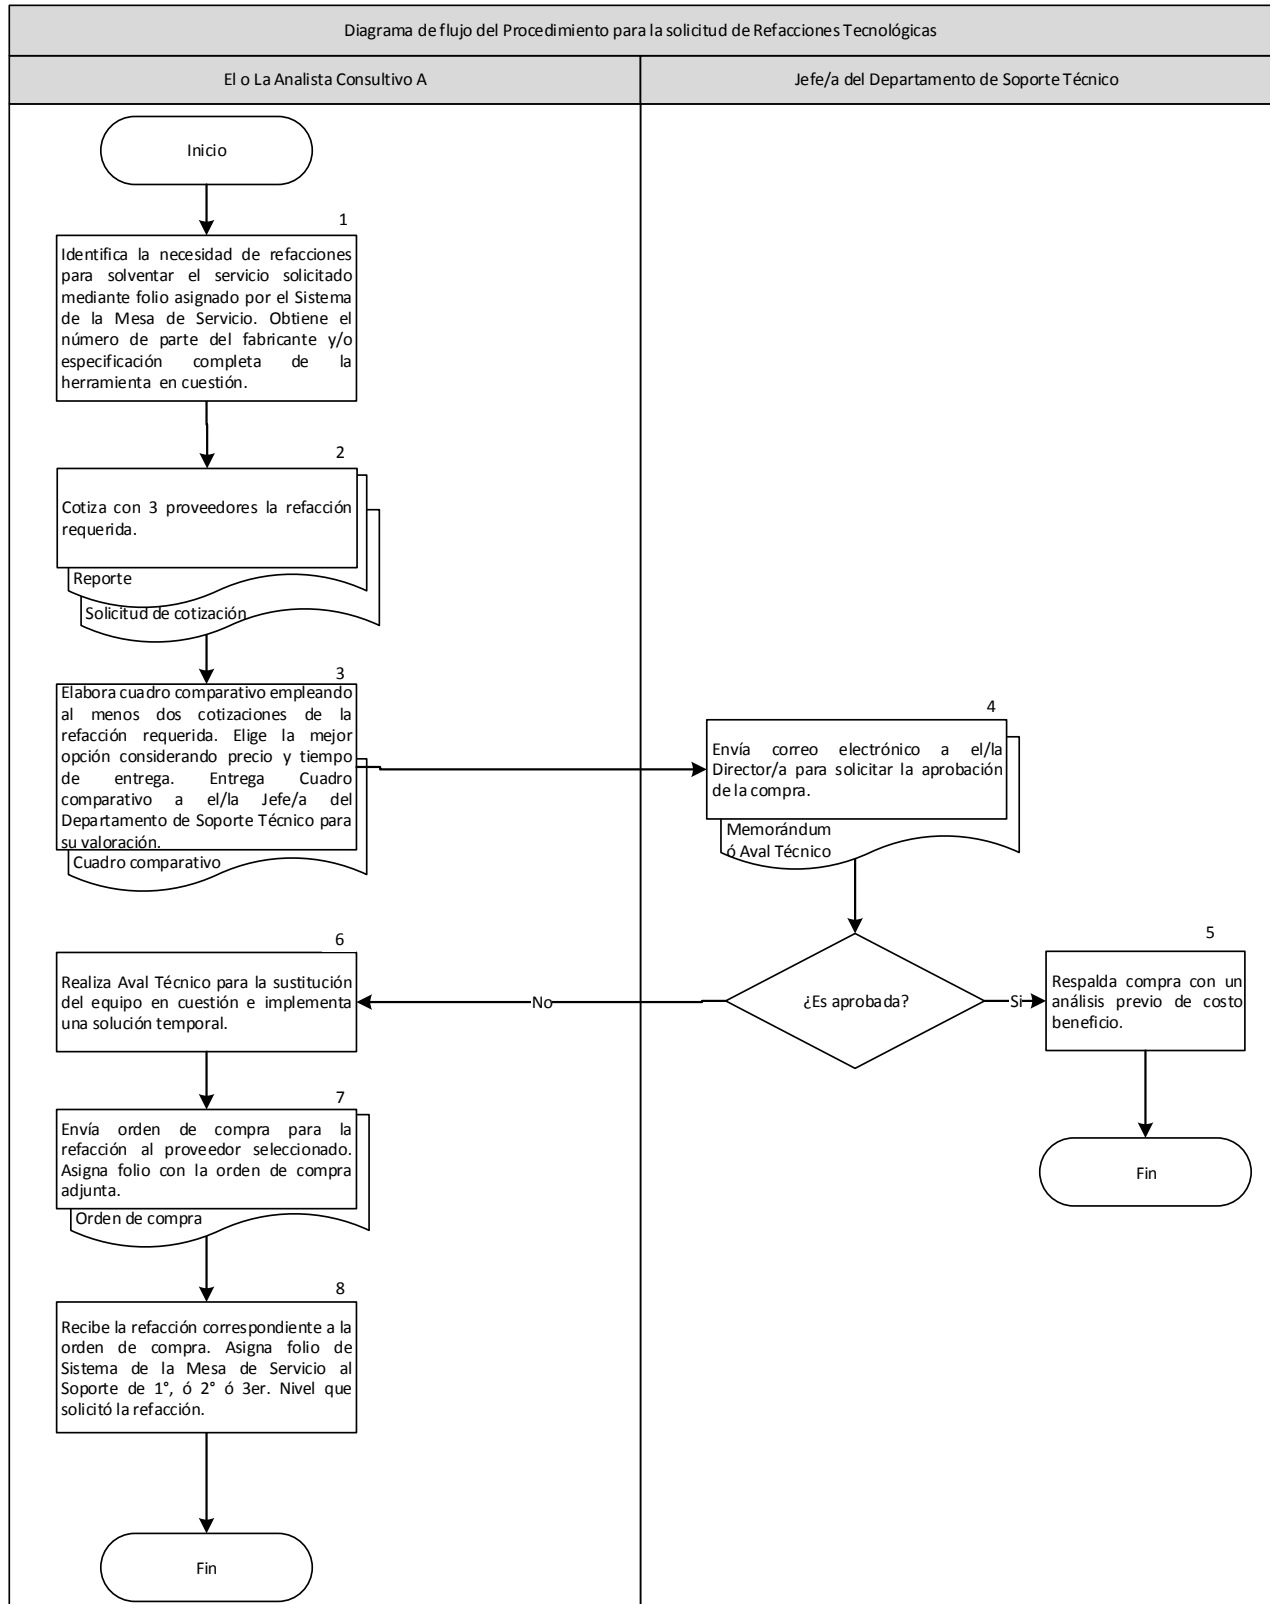 Diagrama de flujo del Procedimiento para la solicitud de Refacciones Tecnológicas
El o La Analista Consultivo A
Jefe/a del Departamento de Soporte Técnico
Inicio
1
Identifica la necesidad de refacciones
para solventar el servicio solicitado
mediante folio asignado por el Sistema
de la Mesa de Servicio. Obtiene el
número de parte del fabricante y/o
especificación completa de la
herramienta en cuestión.
2
Cotiza con 3 proveedores la refacción
requerida.
Reporte
Solicitud de cotización
3
Elabora cuadro comparativo empleando
al menos dos cotizaciones de la
refacción requerida. Elige la mejor
opción considerando precio y tiempo
de entrega. Entrega Cuadro
comparativo a el/la Jefe/a del
Departamento de Soporte Técnico para
su valoración.
Cuadro comparativo
4
Envía correo electrónico a el/la
Director/a para solicitar la aprobación
de la compra.
Memorándum
ó Aval Técnico
¿Es aprobada?
Si
5
Respalda compra con un
análisis previo de costo
beneficio.
Fin
No
6
Realiza Aval Técnico para la sustitución
del equipo en cuestión e implementa
una solución temporal.
7
Envía orden de compra para la
refacción al proveedor seleccionado.
Asigna folio con la orden de compra
adjunta.
Orden de compra
8
Recibe la refacción correspondiente a la
orden de compra. Asigna folio de
Sistema de la Mesa de Servicio al
Soporte de 1°, ó 2° ó 3er. Nivel que
solicitó la refacción.
Fin